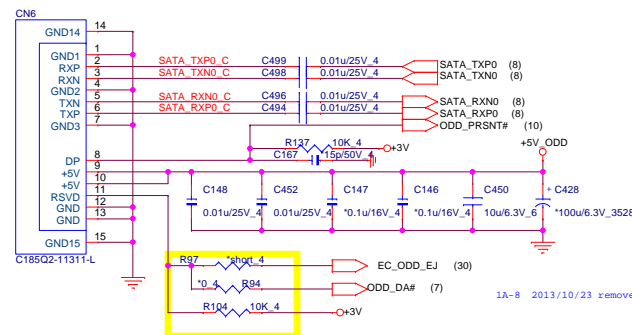 CN6
GND14 14
GND1 1
RXP 2 SATA_TXP0_C C499 0.01u/25V_4 SATA_TXP0 (8)
RXN 3 SATA_TXN0_C C498 0.01u/25V_4 SATA_TXN0 (8)
GND2 4
TXN 5 SATA_RXN0_C C496 0.01u/25V_4 SATA_RXN0 (8)
TXP 6 SATA_RXP0_C C494 0.01u/25V_4 SATA_RXP0 (8)
GND3 7
ODD_PRSNT# (10)
R137 10K_4 +3V
DP 8 C167 15p/50V_4
+5V 9 +5V_ODD
+5V 10
RSVD 11
GND 12
GND 13
C148 C452 C147 C146 C450 + C428
0.01u/25V_4 0.01u/25V_4 *0.1u/16V_4 *0.1u/16V_4 10u/6.3V_6 *100u/6.3V_3528
GND15 15
C185Q2-11311-L
R97 *short_4 EC_ODD_EJ (30)
*0_4 R94 ODD_DA# (7)
R104 10K_4 +3V
1A-8 2013/10/23 remove